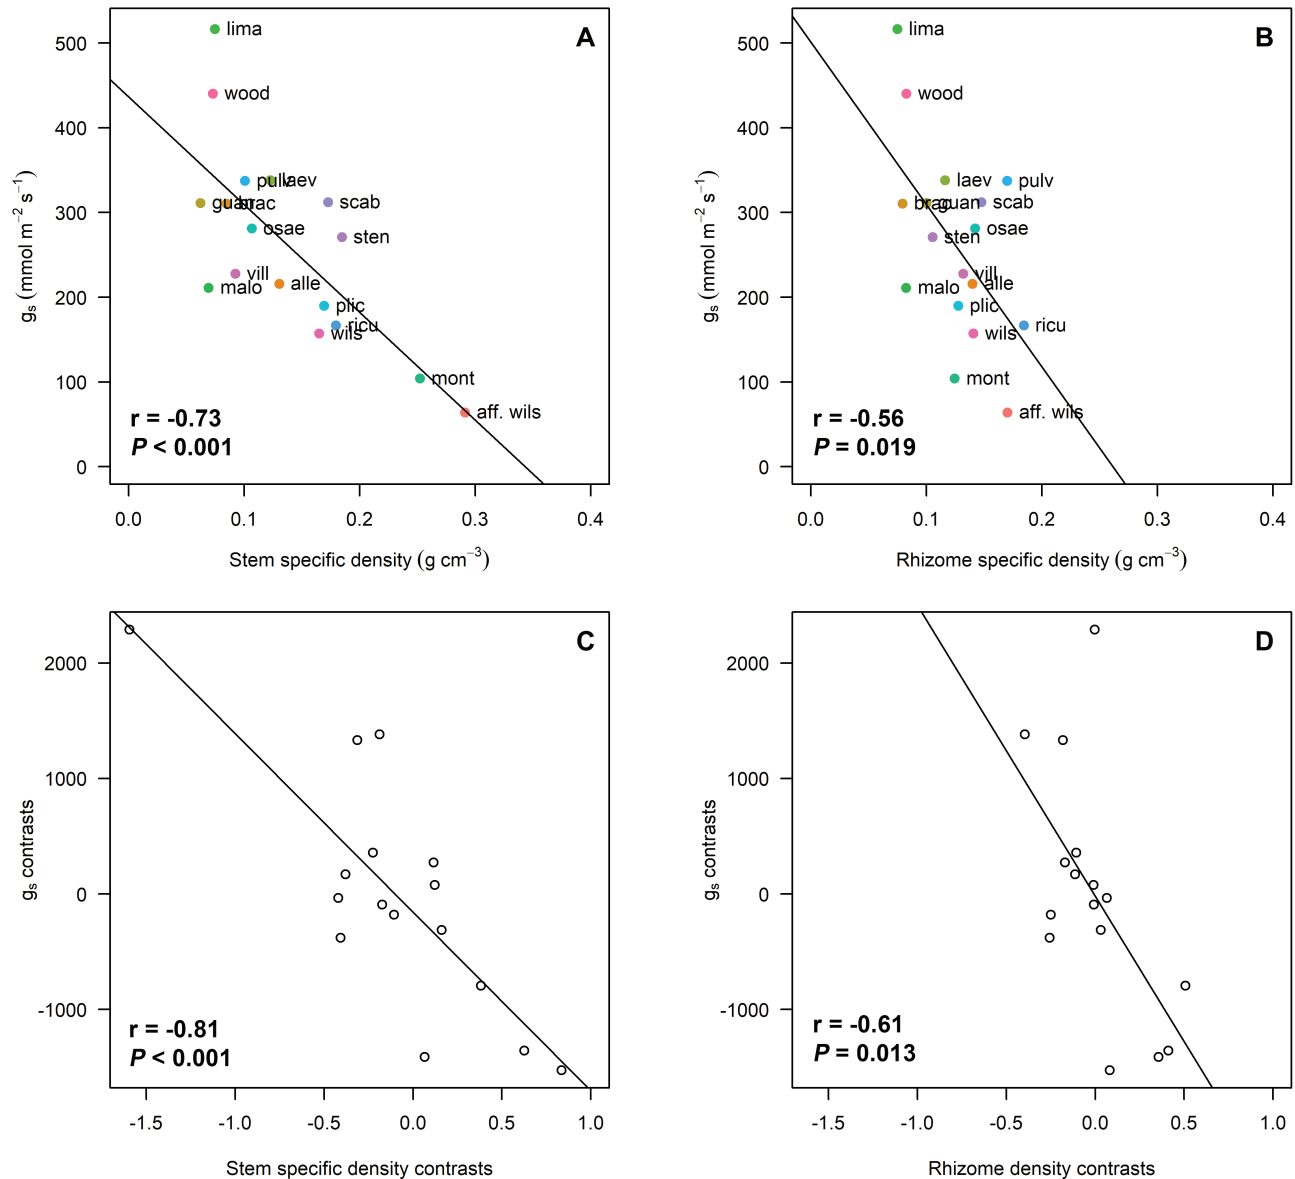 A
500
400
300
200
100
0
gs (mmol m−2 s−1)
lima
wood
pulv
laev
guan
brac
scab
osae
sten
vill
malo
alle
plic
ricu
wils
mont
aff. wils
r = -0.73
P < 0.001
0.0 0.1 0.2 0.3 0.4
Stem specific density (g cm−3)
B
500
400
300
200
100
0
gs (mmol m−2 s−1)
lima
wood
laev
pulv
brac
guan
scab
osae
sten
vill
malo
alle
plic
ricu
wils
mont
aff. wils
r = -0.56
P = 0.019
0.0 0.1 0.2 0.3 0.4
Rhizome specific density (g cm−3)
C
2000
1000
0
-1000
gs contrasts
r = -0.81
P < 0.001
-1.5 -1.0 -0.5 0.0 0.5 1.0
Stem specific density contrasts
D
2000
1000
0
-1000
gs contrasts
r = -0.61
P = 0.013
-1.5 -1.0 -0.5 0.0 0.5 1.0
Rhizome density contrasts